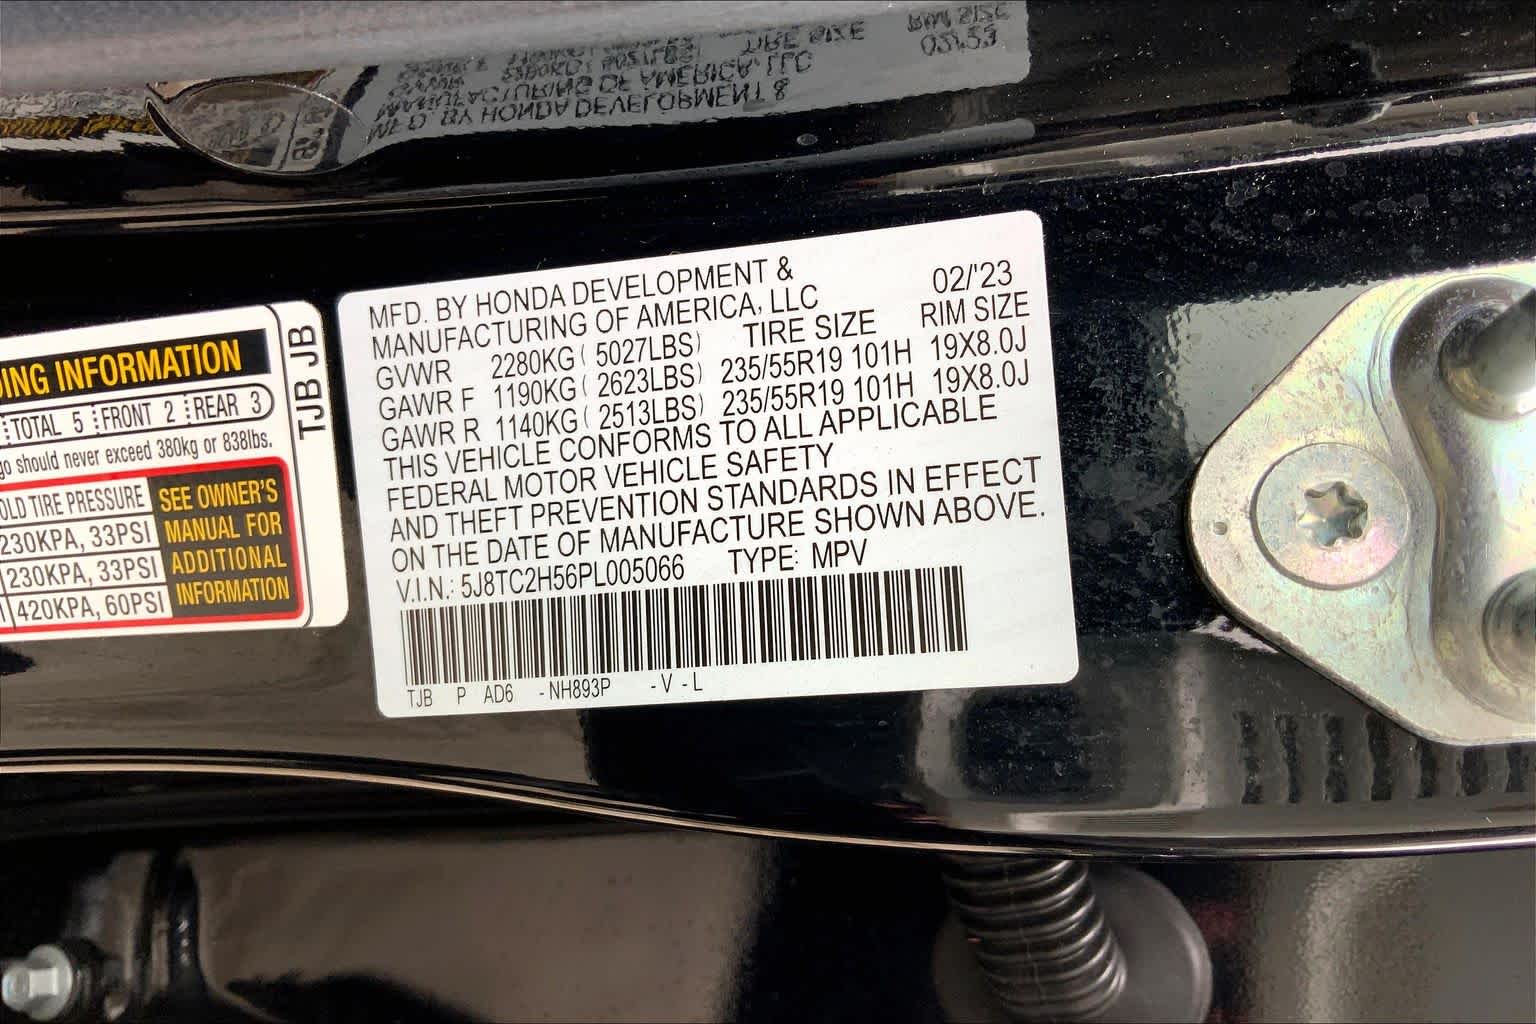 MFD. BY HONDA DEVELOPMENT &
MANUFACTURING OF AMERICA, LLC
02/'23
GVWR 2280KG ( 5027LBS) TIRE SIZE RIM SIZE
GAWR F 1190KG ( 2623LBS) 235/55R19 101H 19X8.0J
GAWR R 1140KG ( 2513LBS) 235/55R19 101H 19X8.0J
THIS VEHICLE CONFORMS TO ALL APPLICABLE
FEDERAL MOTOR VEHICLE SAFETY
AND THEFT PREVENTION STANDARDS IN EFFECT
ON THE DATE OF MANUFACTURE SHOWN ABOVE.
V.I.N.: 5J8TC2H56PL005066 TYPE: MPV
TJB P AD6 -NH893P -V - L
INFORMATION
TOTAL 5 FRONT 2 REAR 3
should never exceed 380kg or 838lbs.
TIRE PRESSURE
230KPA, 33PSI
230KPA, 33PSI
420KPA, 60PSI
SEE OWNER'S
MANUAL FOR
ADDITIONAL
INFORMATION
TJB JB